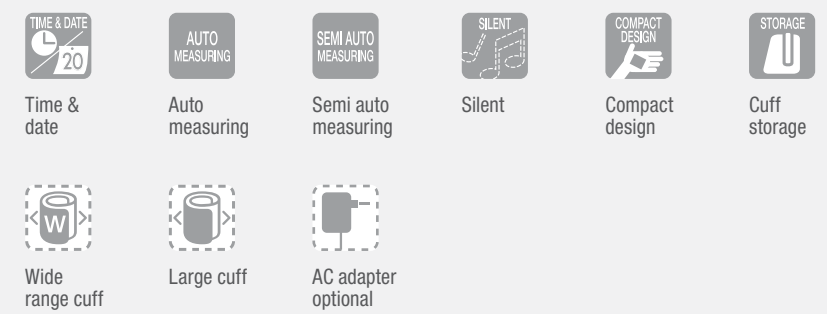 TIME & DATE
20
AUTO
MEASURING
SEMI AUTO
MEASURING
SILENT
COMPACT
DESIGN
STORAGE
Time &
date
Auto
measuring
Semi auto
measuring
Silent
Compact
design
Cuff
storage
W
Wide
range cuff
Large cuff
AC adapter
optional